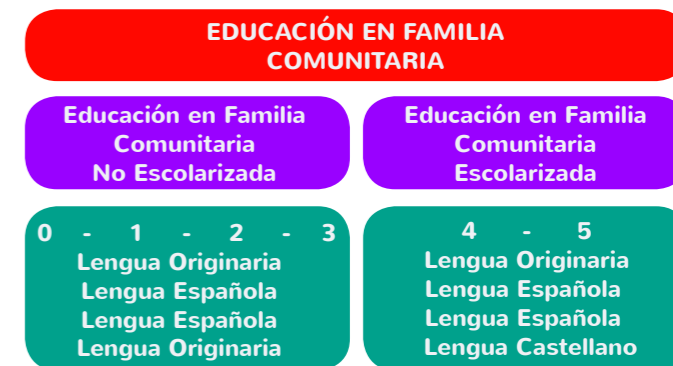 EDUCACIÓN EN FAMILIA
COMUNITARIA
Educación en Familia
Comunitaria
No Escolarizada
Educación en Familia
Comunitaria
Escolarizada
0 - 1 - 2 - 3
Lengua Originaria
Lengua Española
Lengua Española
Lengua Originaria
4 - 5
Lengua Originaria
Lengua Española
Lengua Española
Lengua Castellano